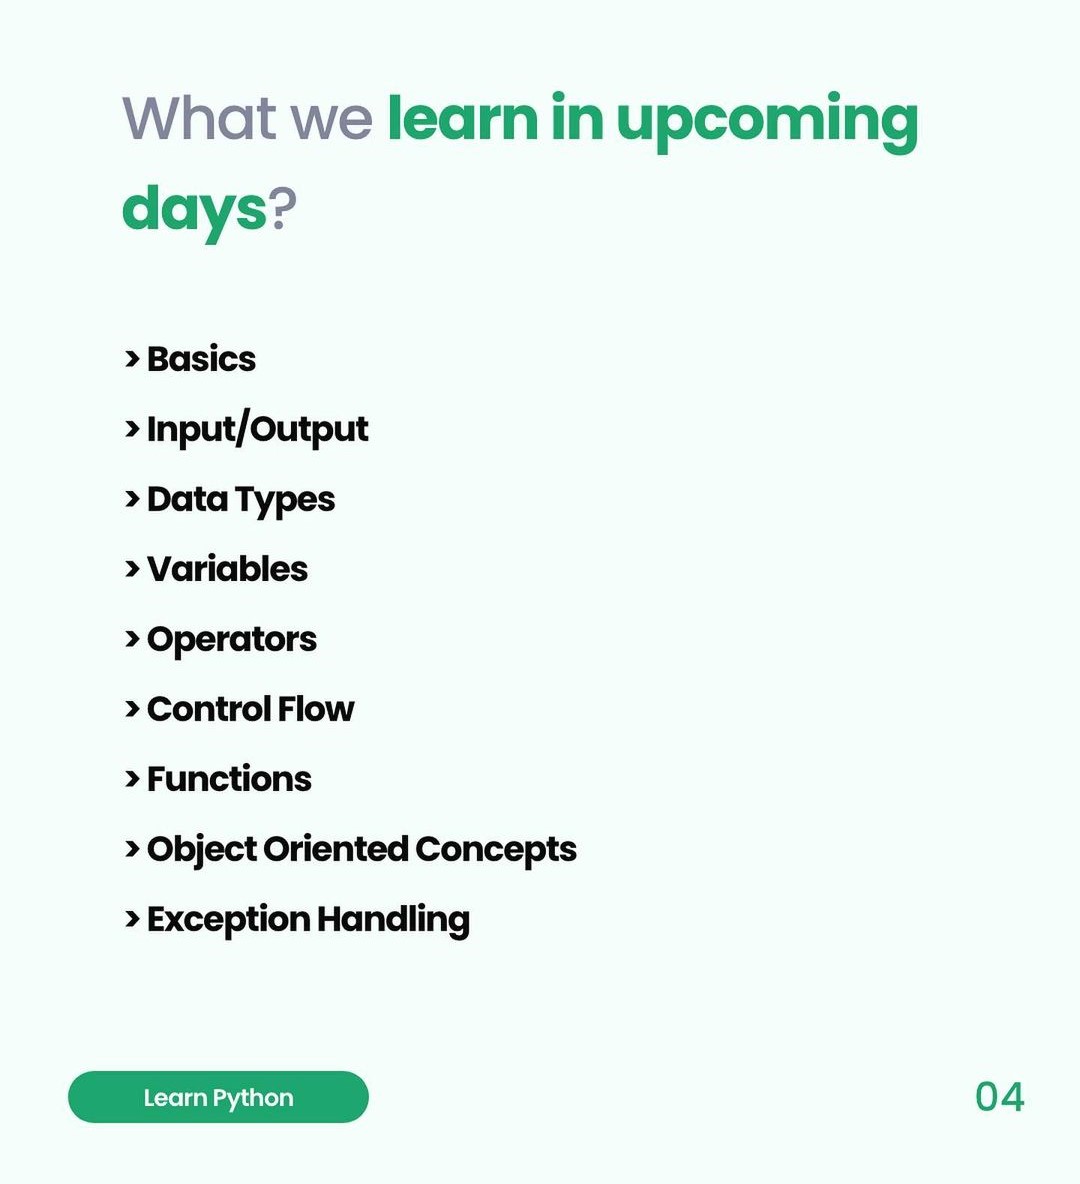 What we learn in upcoming
days?
> Basics
> Input/Output
> Data Types
> Variables
> Operators
> Control Flow
> Functions
> Object Oriented Concepts
> Exception Handling
Learn Python
04